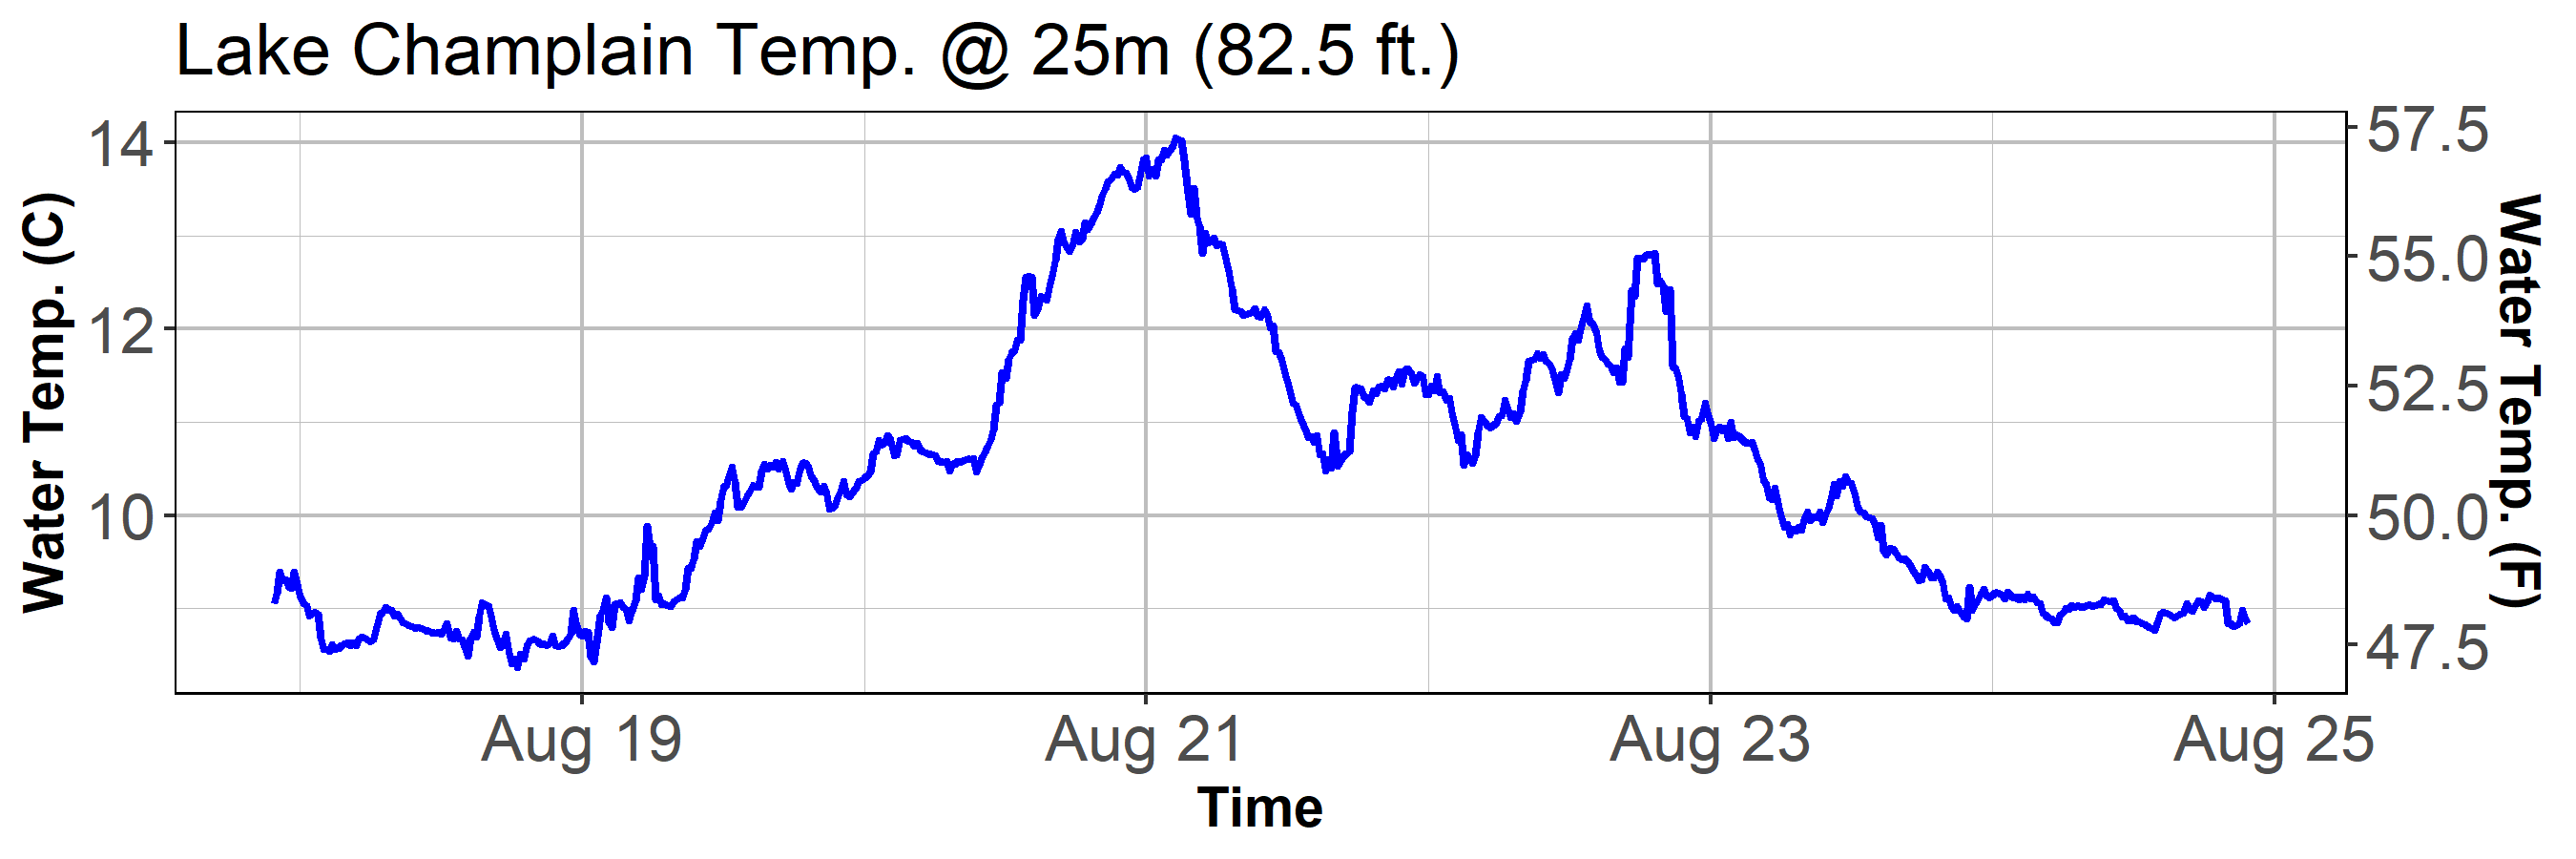 Lake Champlain Temp. @ 25m (82.5 ft.)
Water Temp. (C)
14
12
10
57.5
55.0
52.5
50.0
47.5
Water Temp. (F)
Aug 19
Aug 21
Aug 23
Aug 25
Time